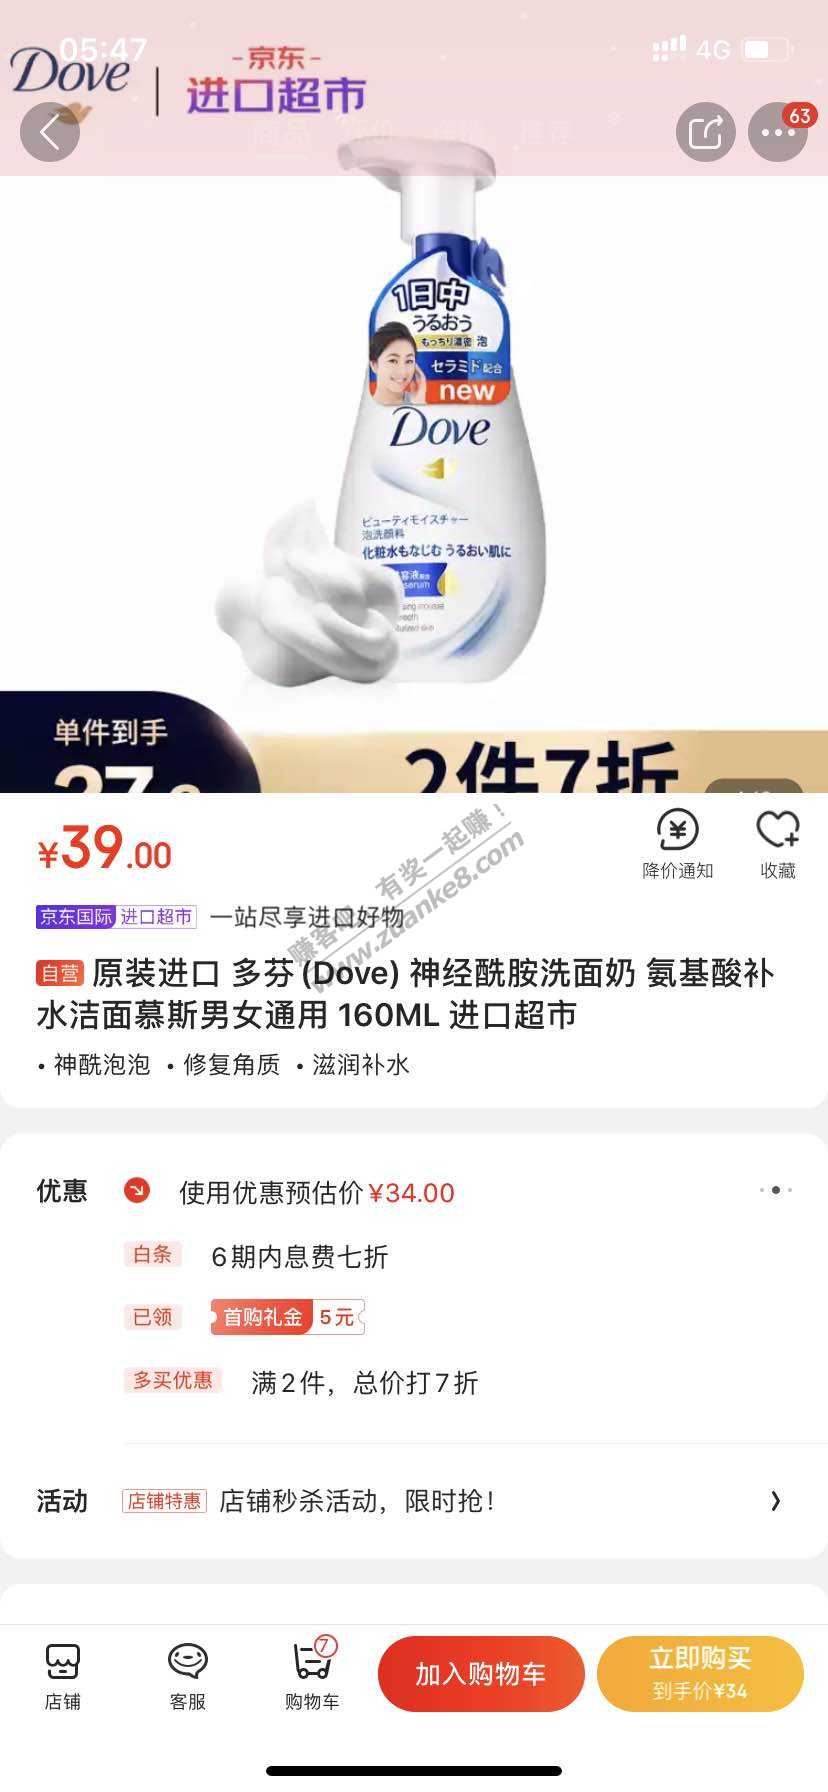 05:47
4G
Dove
京东
进口超市
63
商品
推荐
1日中
うるおう
もっちり濃密 泡
セラミド配合
new
Dove
ビューティモイスチャー
泡洗顔料
化粧水もなじむ うるおい肌に
serum
单件到手
2件7折
¥39.00
降价通知
收藏
赚客吧,有奖一起赚!
www.zuanke8.com
京东国际 进口超市 一站尽享进口好物
自营 原装进口 多芬(Dove) 神经酰胺洗面奶 氨基酸补
水洁面慕斯男女通用 160ML 进口超市
• 神酰泡泡 • 修复角质 • 滋润补水
优惠 使用优惠预估价¥34.00
白条 6期内息费七折
已领 首购礼金 5元
多买优惠 满2件，总价打7折
活动 店铺特惠 店铺秒杀活动，限时抢！
店铺
客服
7
购物车
加入购物车
立即购买
到手价¥34